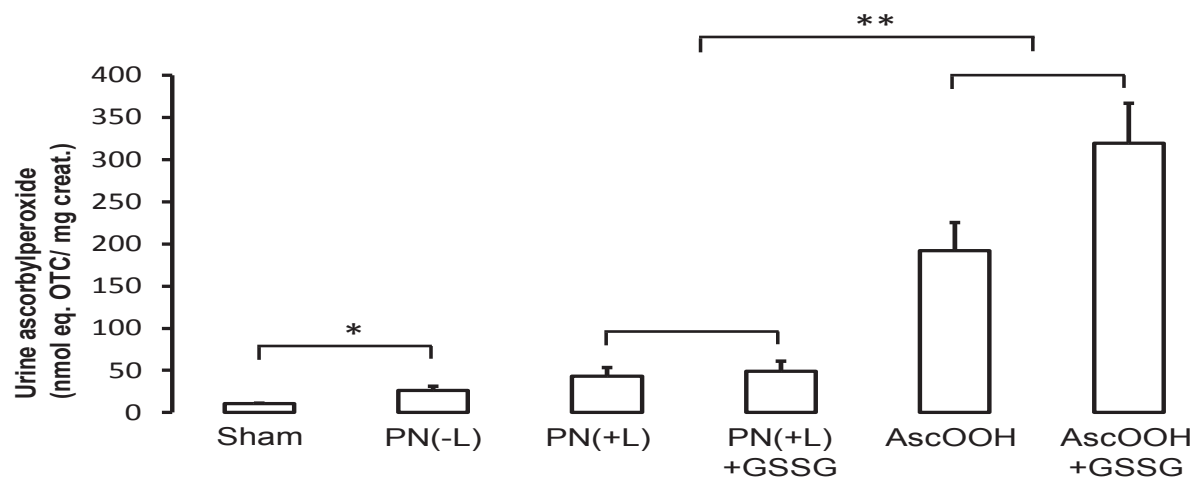 **
400
350
300
250
200
150
100
50
0
Urine ascorbylperoxide
(nmol eq. OTC/ mg creat.)
*
Sham
PN(-L)
PN(+L)
PN(+L)
+GSSG
AscOOH
AscOOH
+GSSG